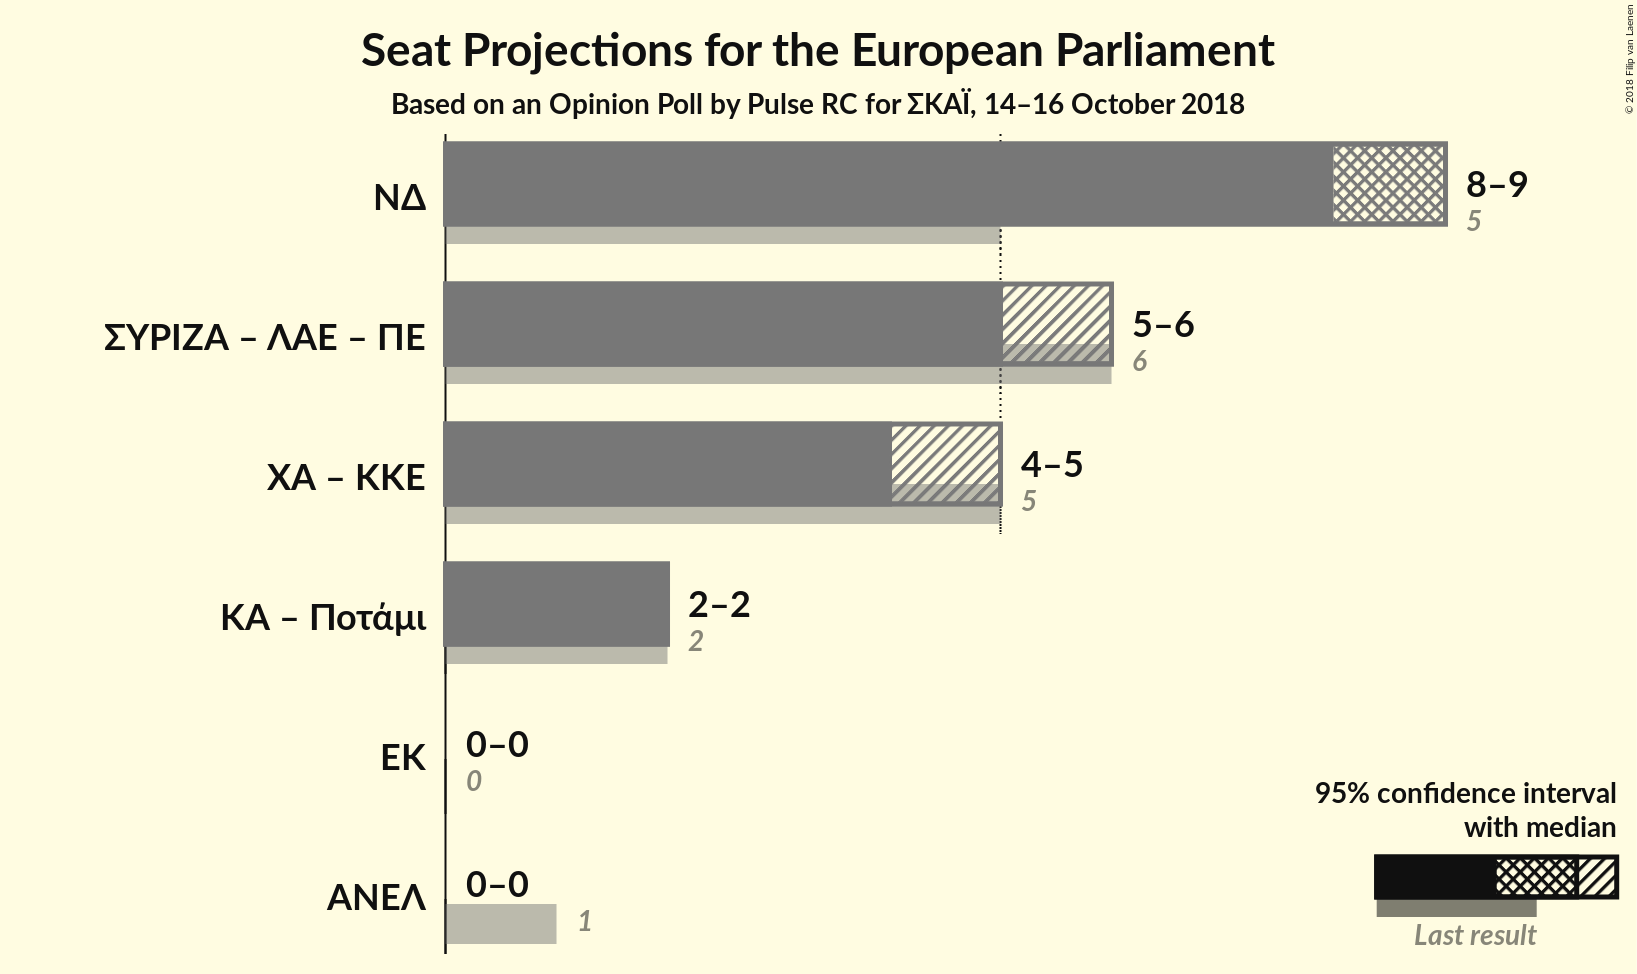 Seat Projections for the European Parliament
Based on an Opinion Poll by Pulse RC for ΣΚΑΪ, 14–16 October 2018
© 2018 Filip van Laenen
ΝΔ
8–9
5
ΣΥΡΙΖΑ – ΛΑΕ – ΠΕ
5–6
6
ΧΑ – ΚΚΕ
4–5
5
ΚΑ – Ποτάμι
2–2
2
ΕΚ
0–0
0
ΑΝΕΛ
0–0
1
95% confidence interval
with median
Last result